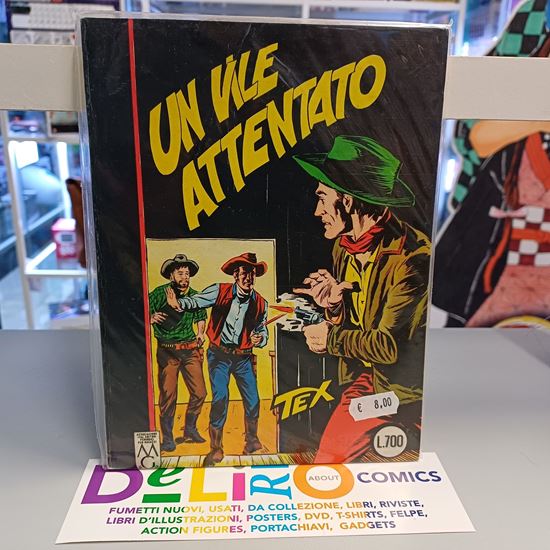 UN VILE
ATTENTATO
TEX
€ 8,00
L.700
MG
DeLiRO ABOUT COMICS
FUMETTI NUOVI, USATI, DA COLLEZIONE, LIBRI, RIVISTE,
LIBRI D'ILLUSTRAZIONI, POSTERS, DVD, T-SHIRTS, FELPE,
ACTION FIGURES, PORTACHIAVI, GADGETS